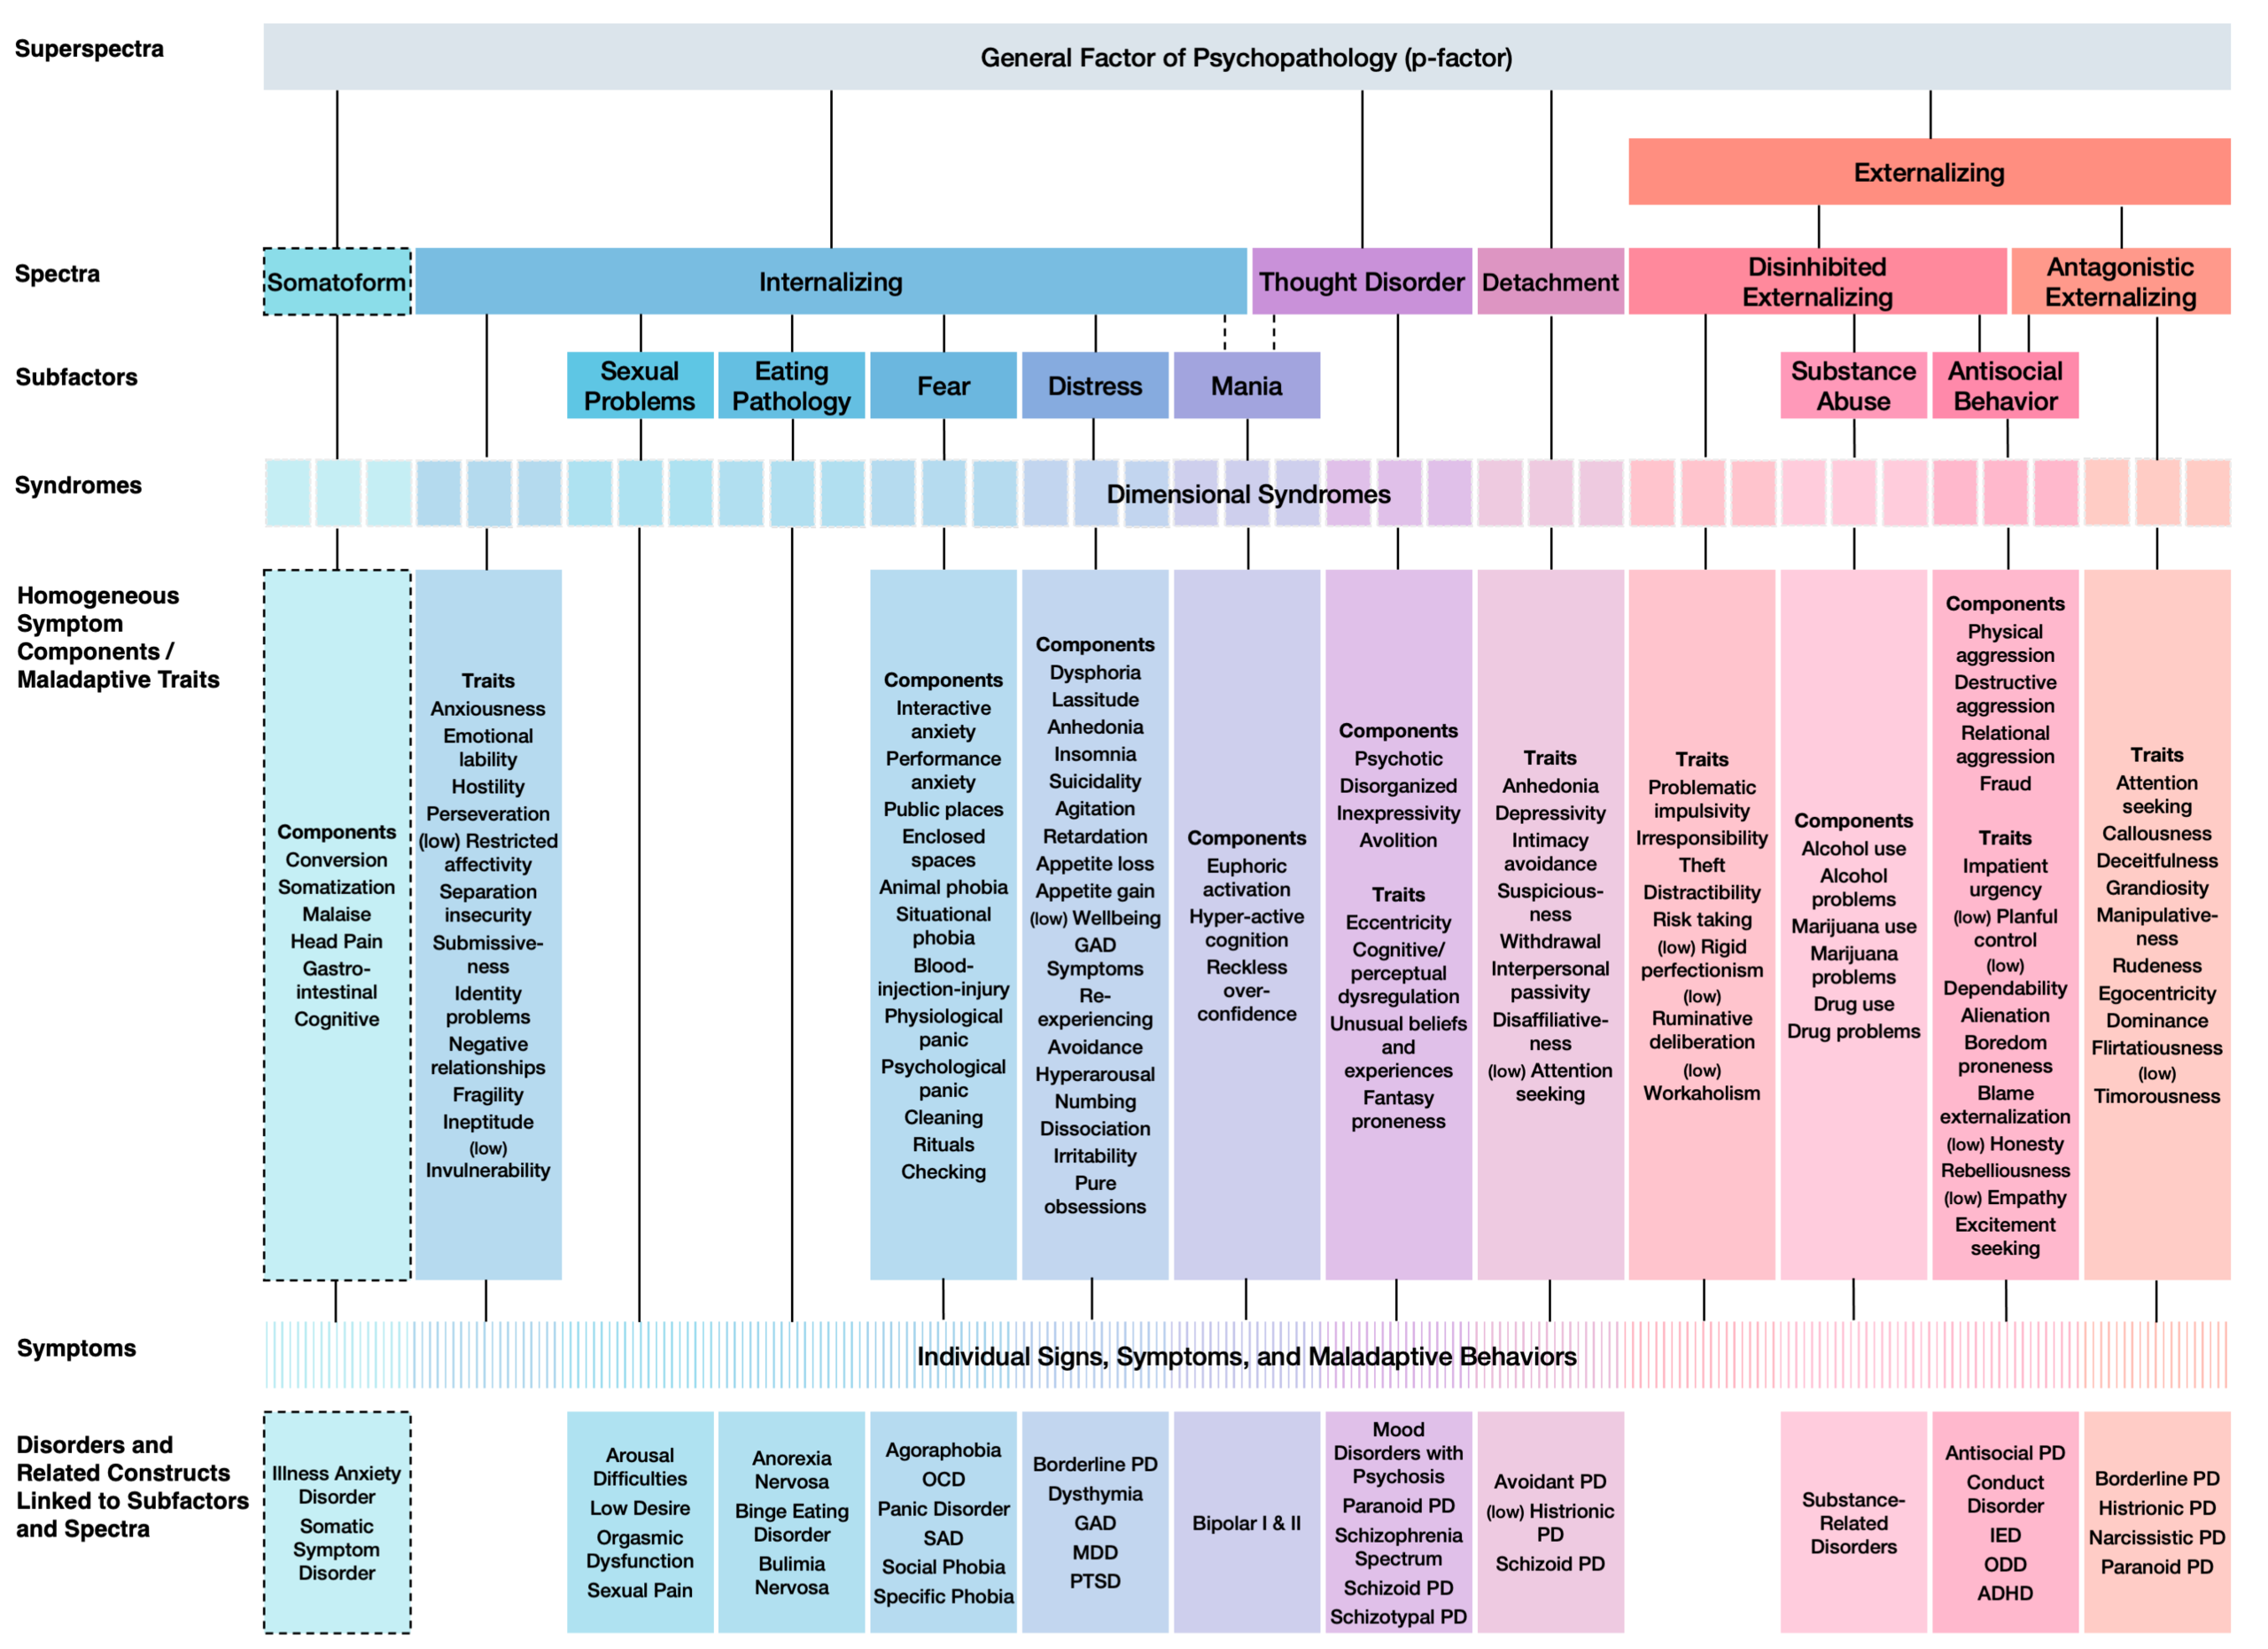 Superspectra
General Factor of Psychopathology (p-factor)
Externalizing
Spectra
Somatoform
Internalizing
Thought Disorder
Detachment
Disinhibited
Externalizing
Antagonistic
Externalizing
Subfactors
Sexual
Problems
Eating
Pathology
Fear
Distress
Mania
Substance
Abuse
Antisocial
Behavior
Syndromes
Dimensional Syndromes
Homogeneous
Symptom
Components /
Maladaptive Traits
Components
Conversion
Somatization
Malaise
Head Pain
Gastro-
intestinal
Cognitive
Traits
Anxiousness
Emotional
lability
Hostility
Perseveration
(low) Restricted
affectivity
Separation
insecurity
Submissive-
ness
Identity
problems
Negative
relationships
Fragility
Ineptitude
(low)
Invulnerability
Components
Interactive
anxiety
Performance
anxiety
Public places
Enclosed
spaces
Animal phobia
Situational
phobia
Blood-
injection-injury
Physiological
panic
Psychological
panic
Cleaning
Rituals
Checking
Components
Dysphoria
Lassitude
Anhedonia
Insomnia
Suicidality
Agitation
Retardation
Appetite loss
Appetite gain
(low) Wellbeing
GAD
Symptoms
Re-
experiencing
Avoidance
Hyperarousal
Numbing
Dissociation
Irritability
Pure
obsessions
Components
Euphoric
activation
Hyper-active
cognition
Reckless
over-
confidence
Components
Psychotic
Disorganized
Inexpressivity
Avolition
Traits
Eccentricity
Cognitive/
perceptual
dysregulation
Unusual beliefs
and
experiences
Fantasy
proneness
Traits
Anhedonia
Depressivity
Intimacy
avoidance
Suspicious-
ness
Withdrawal
Interpersonal
passivity
Disaffiliative-
ness
(low) Attention
seeking
Traits
Problematic
impulsivity
Irresponsibility
Theft
Distractibility
Risk taking
(low) Rigid
perfectionism
(low)
Ruminative
deliberation
(low)
Workaholism
Components
Alcohol use
Alcohol
problems
Marijuana use
Marijuana
problems
Drug use
Drug problems
Components
Physical
aggression
Destructive
aggression
Relational
aggression
Fraud
Traits
Impatient
urgency
(low) Planful
control
(low)
Dependability
Alienation
Boredom
proneness
Blame
externalization
(low) Honesty
Rebelliousness
(low) Empathy
Excitement
seeking
Traits
Attention
seeking
Callousness
Deceitfulness
Grandiosity
Manipulative-
ness
Rudeness
Egocentricity
Dominance
Flirtatiousness
(low)
Timorousness
Symptoms
Individual Signs, Symptoms, and Maladaptive Behaviors
Disorders and
Related Constructs
Linked to Subfactors
and Spectra
Illness Anxiety
Disorder
Somatic
Symptom
Disorder
Arousal
Difficulties
Low Desire
Orgasmic
Dysfunction
Sexual Pain
Anorexia
Nervosa
Binge Eating
Disorder
Bulimia
Nervosa
Agoraphobia
OCD
Panic Disorder
SAD
Social Phobia
Specific Phobia
Borderline PD
Dysthymia
GAD
MDD
PTSD
Bipolar I & II
Mood
Disorders with
Psychosis
Paranoid PD
Schizophrenia
Spectrum
Schizoid PD
Schizotypal PD
Avoidant PD
(low) Histrionic
PD
Schizoid PD
Substance-
Related
Disorders
Antisocial PD
Conduct
Disorder
IED
ODD
ADHD
Borderline PD
Histrionic PD
Narcissistic PD
Paranoid PD